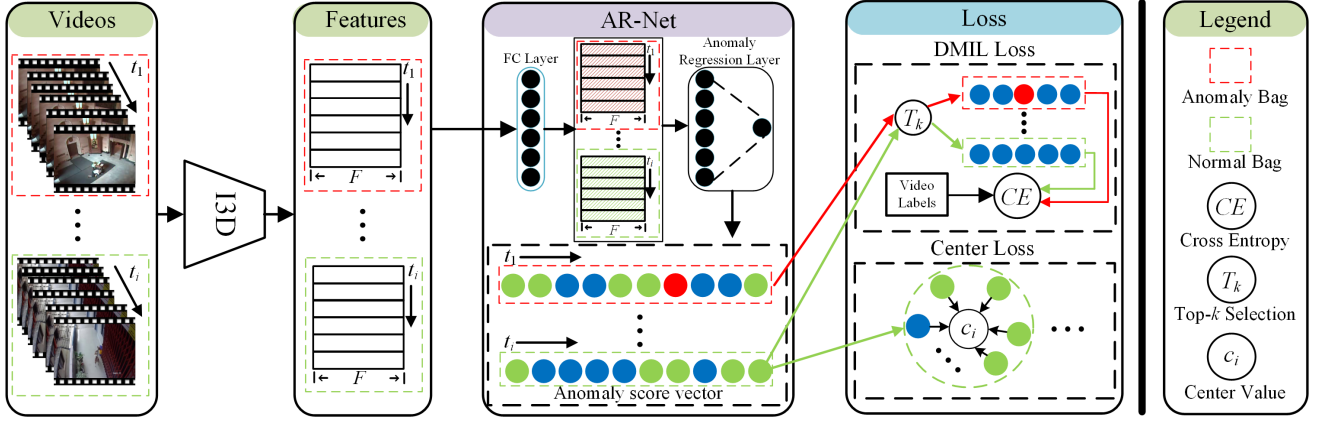 Videos
t1
ti
I3D
Features
t1
F
ti
F
AR-Net
FC Layer
t1
F
ti
F
Anomaly
Regression Layer
t1
ti
Anomaly score vector
Loss
DMIL Loss
Tk
Video
Labels
CE
Center Loss
ci
Legend
Anomaly Bag
Normal Bag
CE
Cross Entropy
Tk
Top-k Selection
ci
Center Value